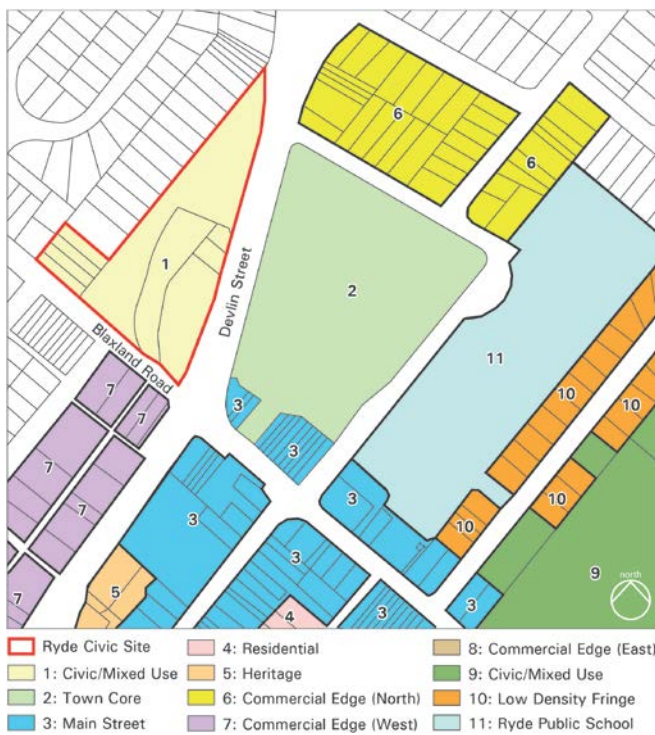 6
6
1
Devlin Street
2
Blaxland Road
11
10
10
7
7
3
3
7
7
3
3
10
10
3
9
north
5
7
4
3
3
Ryde Civic Site
1: Civic/Mixed Use
2: Town Core
3: Main Street
4: Residential
5: Heritage
6: Commercial Edge (North)
7: Commercial Edge (West)
8: Commercial Edge (East)
9: Civic/Mixed Use
10: Low Density Fringe
11: Ryde Public School